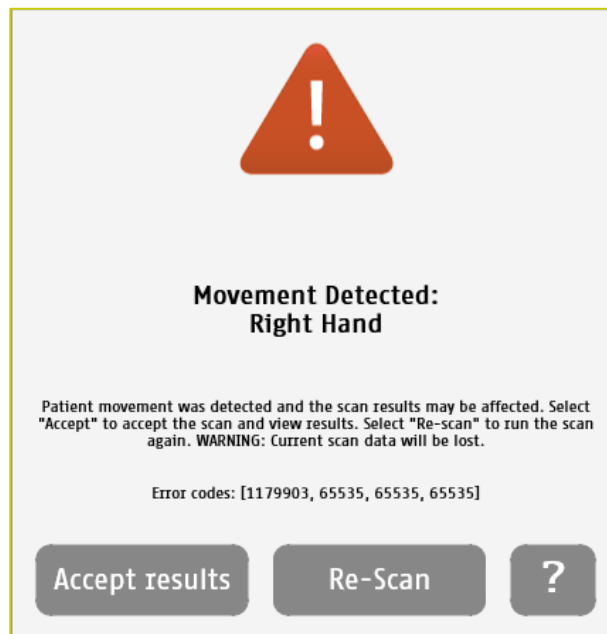 !
Movement Detected:
Right Hand
Patient movement was detected and the scan results may be affected. Select
"Accept" to accept the scan and view results. Select "Re-scan" to run the scan
again. WARNING: Current scan data will be lost.
Error codes: [1179903, 65535, 65535, 65535]
Accept results Re-Scan ?